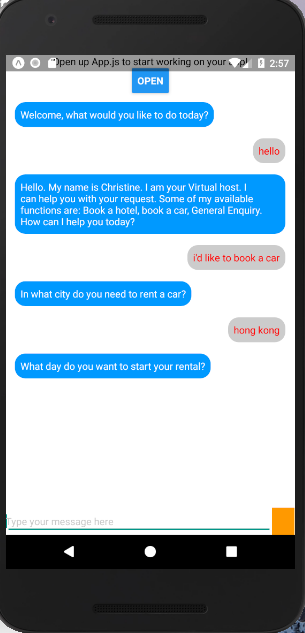 Open up App.js to start working on your app!
2:57
OPEN
Welcome, what would you like to do today?
hello
Hello. My name is Christine. I am your Virtual host. I
can help you with your request. Some of my available
functions are: Book a hotel, book a car, General Enquiry.
How can I help you today?
i'd like to book a car
In what city do you need to rent a car?
hong kong
What day do you want to start your rental?
Type your message here